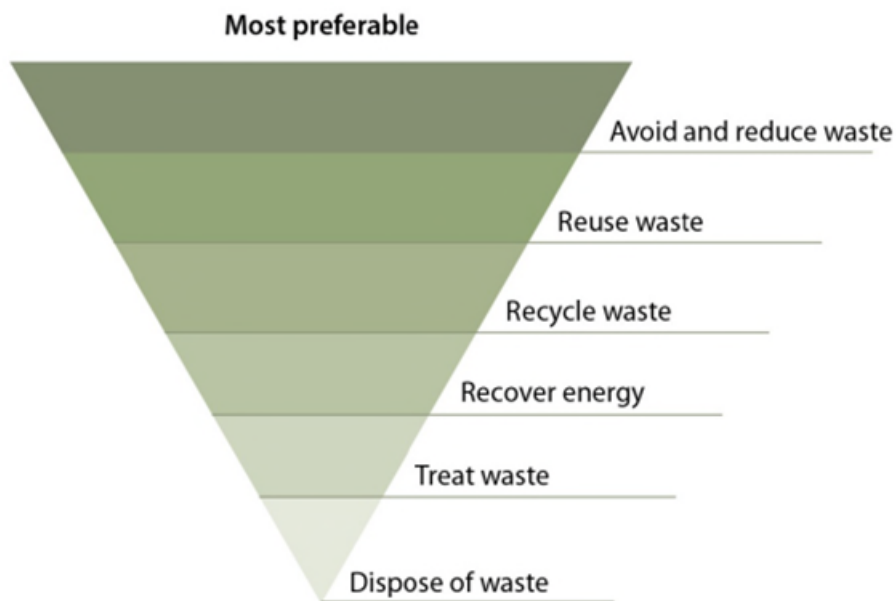 Most preferable
Avoid and reduce waste
Reuse waste
Recycle waste
Recover energy
Treat waste
Dispose of waste